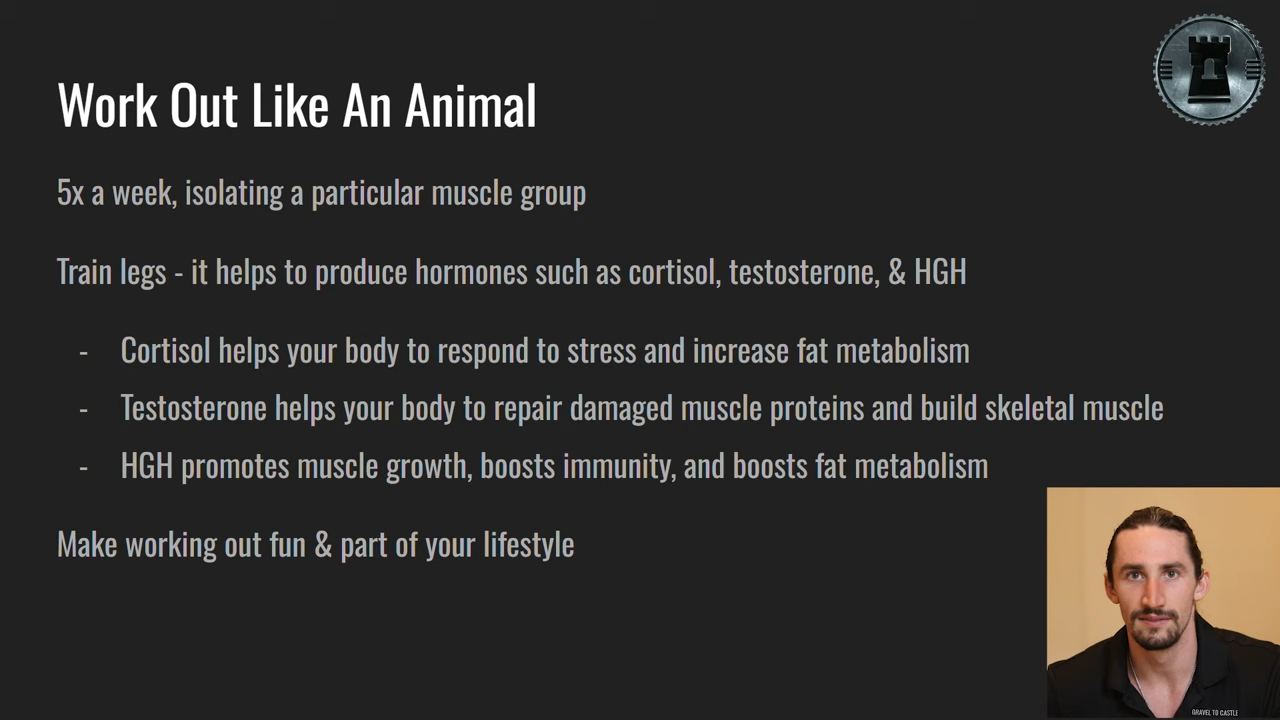 Work Out Like An Animal
5x a week, isolating a particular muscle group
Train legs - it helps to produce hormones such as cortisol, testosterone, & HGH
- Cortisol helps your body to respond to stress and increase fat metabolism
- Testosterone helps your body to repair damaged muscle proteins and build skeletal muscle
- HGH promotes muscle growth, boosts immunity, and boosts fat metabolism
Make working out fun & part of your lifestyle
GRAVEL TO CASTLE